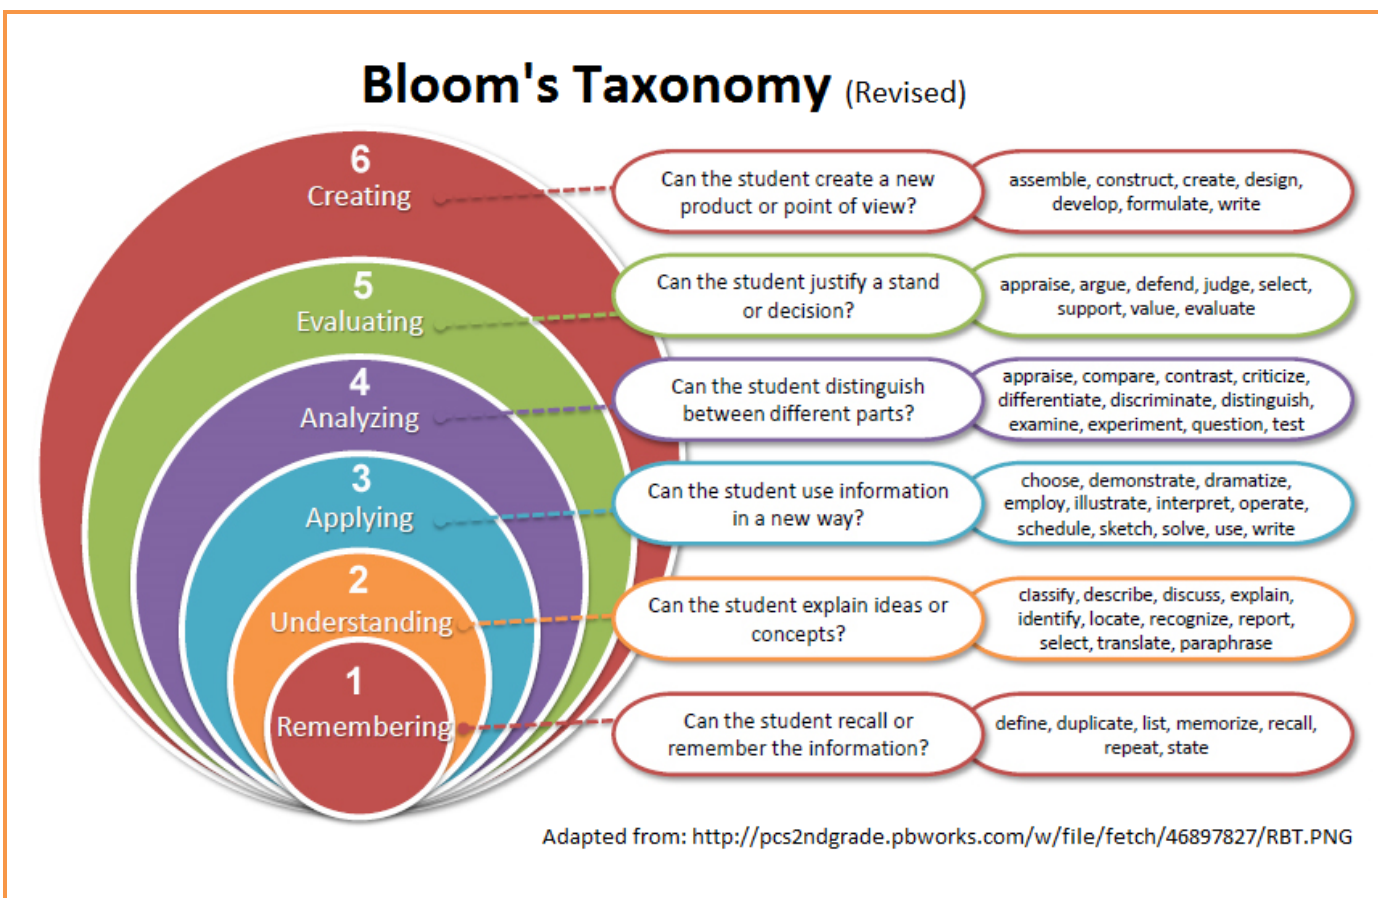 Bloom's Taxonomy (Revised)
6
Creating
Can the student create a new
product or point of view?
assemble, construct, create, design,
develop, formulate, write
5
Evaluating
Can the student justify a stand
or decision?
appraise, argue, defend, judge, select,
support, value, evaluate
4
Analyzing
Can the student distinguish
between different parts?
appraise, compare, contrast, criticize,
differentiate, discriminate, distinguish,
examine, experiment, question, test
3
Applying
Can the student use information
in a new way?
choose, demonstrate, dramatize,
employ, illustrate, interpret, operate,
schedule, sketch, solve, use, write
2
Understanding
Can the student explain ideas or
concepts?
classify, describe, discuss, explain,
identify, locate, recognize, report,
select, translate, paraphrase
1
Remembering
Can the student recall or
remember the information?
define, duplicate, list, memorize, recall,
repeat, state
Adapted from: http://pcs2ndgrade.pbworks.com/w/file/fetch/46897827/RBT.PNG